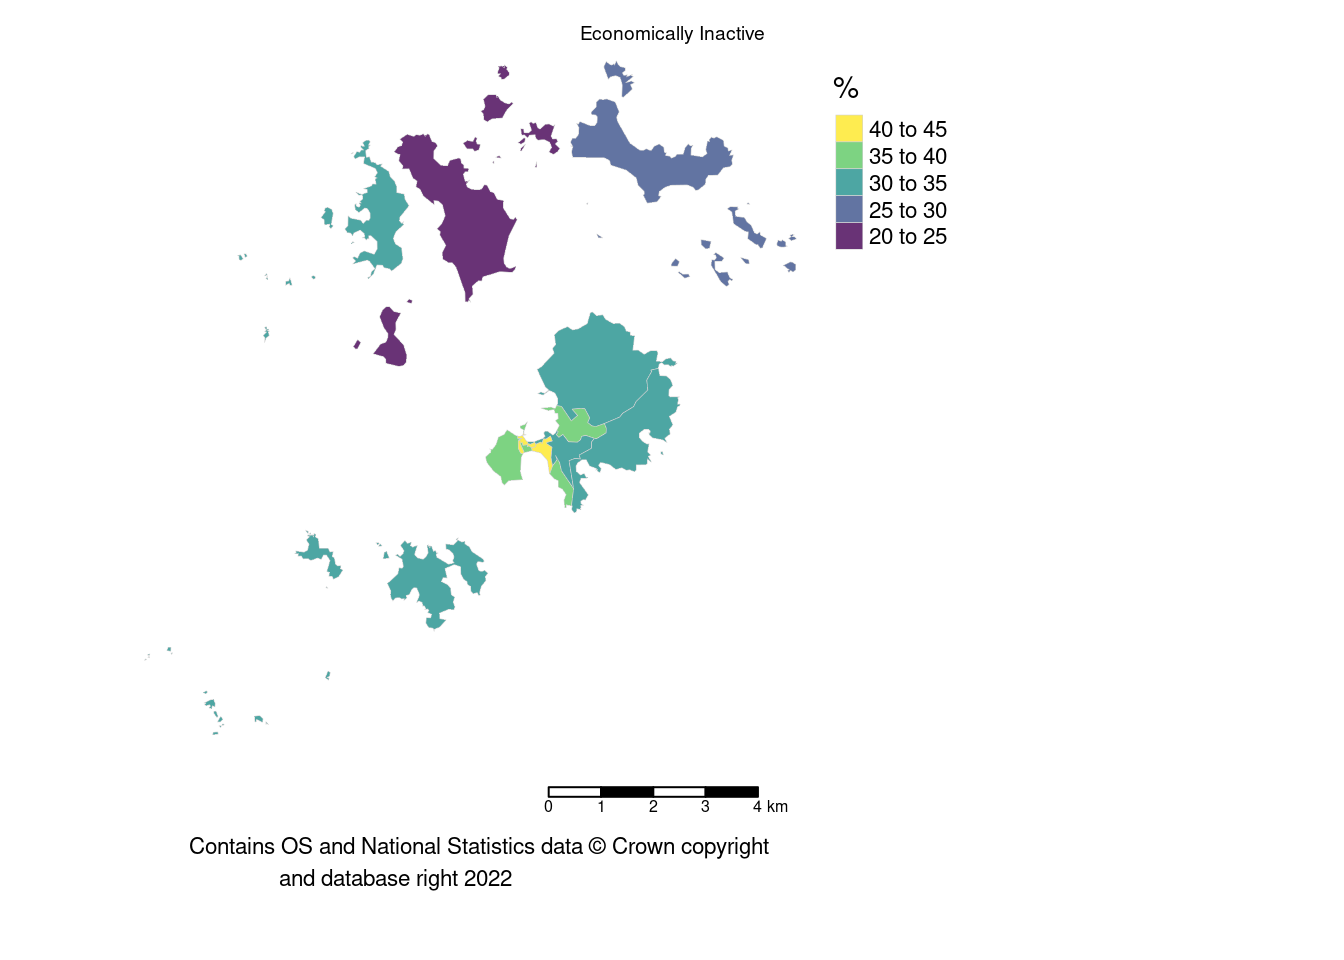 Economically Inactive
%
40 to 45
35 to 40
30 to 35
25 to 30
20 to 25
0 1 2 3 4 km
Contains OS and National Statistics data © Crown copyright
and database right 2022